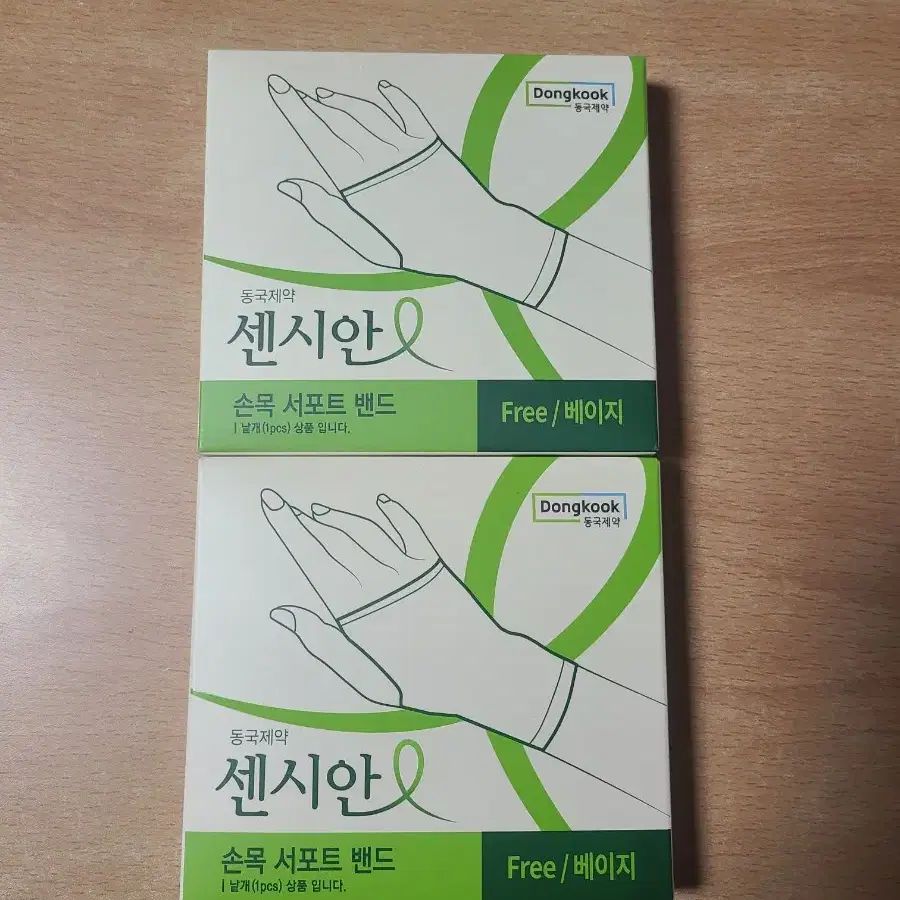 Dongkook
동국제약
동국제약
센시안
손목 서포트 밴드
Free / 베이지
| 낱개(1pcs) 상품 입니다.
Dongkook
동국제약
동국제약
센시안
손목 서포트 밴드
Free / 베이지
| 낱개(1pcs) 상품 입니다.